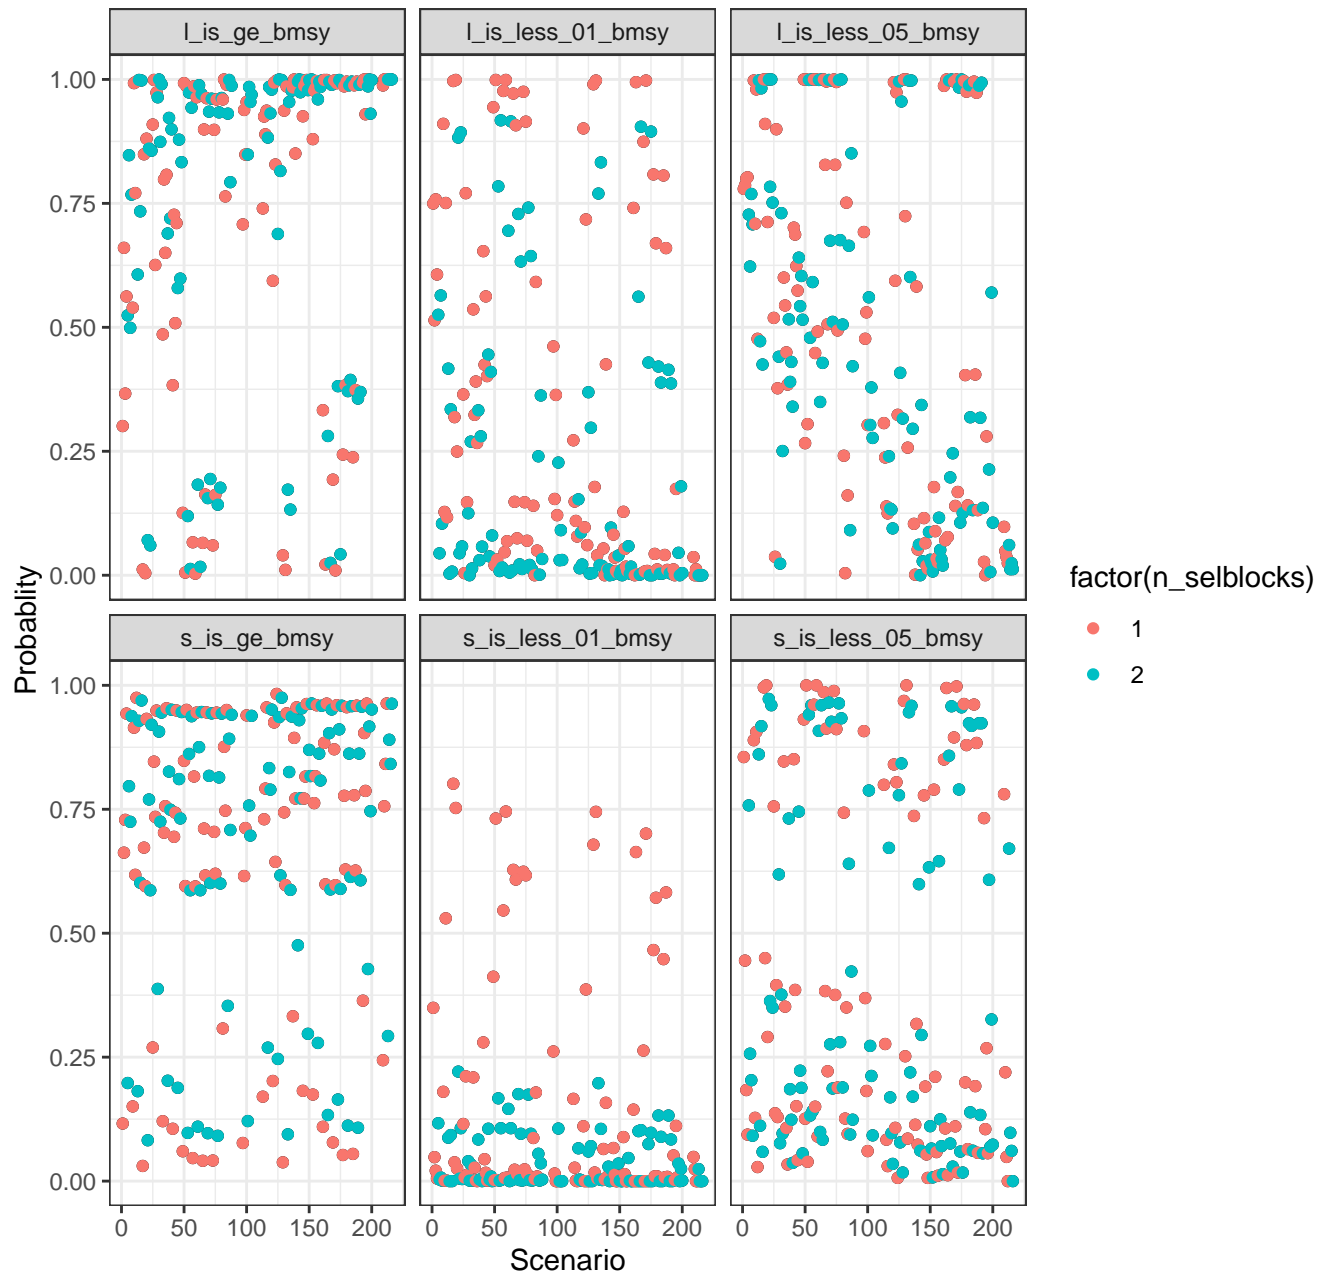 l_is_ge_bmsy l_is_less_01_bmsy l_is_less_05_bmsy
1.00
0.75
0.50
0.25
0.00
s_is_ge_bmsy s_is_less_01_bmsy s_is_less_05_bmsy
1.00
0.75
0.50
0.25
0.00
0 50 100 150 200 0 50 100 150 200 0 50 100 150 200
Scenario
Probablity
factor(n_selblocks)
1
2